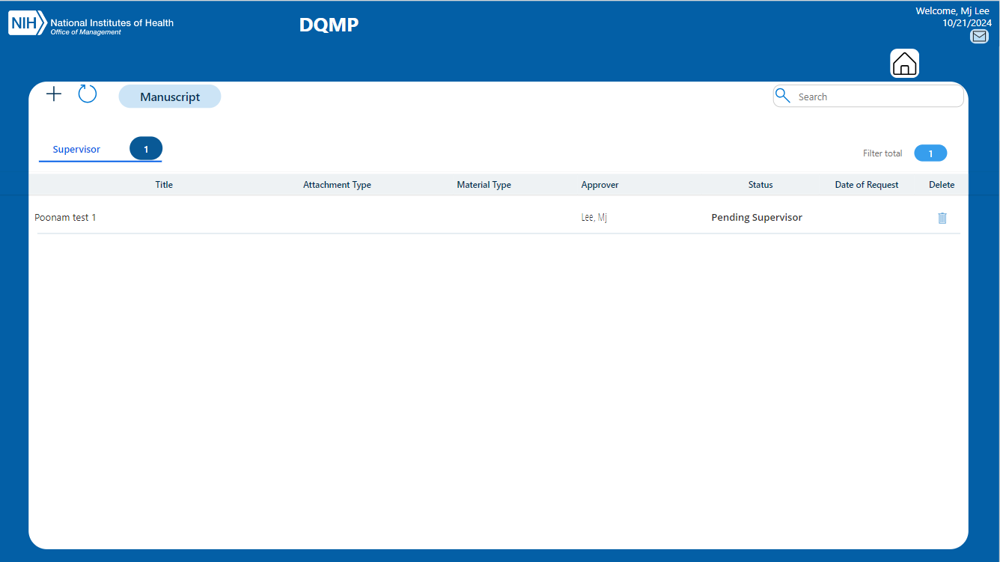 NIH National Institutes of Health
Office of Management
DQMP
Welcome, Mj Lee
10/21/2024
Manuscript
Search
Supervisor 1
Filter total 1
Title Attachment Type Material Type Approver Status Date of Request Delete
Poonam test 1 Lee, Mj Pending Supervisor